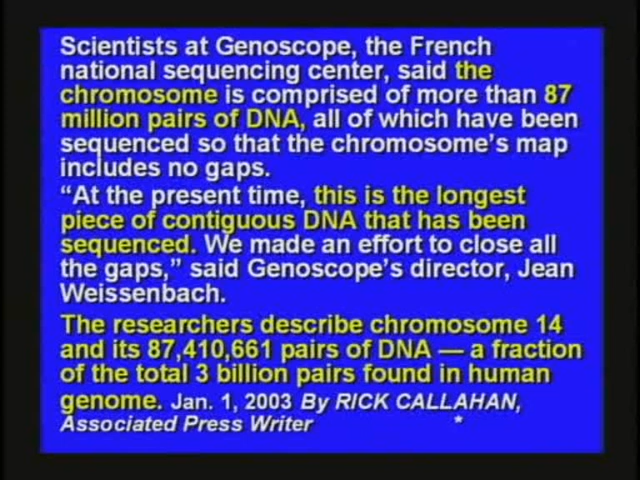 Scientists at Genoscope, the French
national sequencing center, said the
chromosome is comprised of more than 87
million pairs of DNA, all of which have been
sequenced so that the chromosome's map
includes no gaps.
“At the present time, this is the longest
piece of contiguous DNA that has been
sequenced. We made an effort to close all
the gaps,” said Genoscope's director, Jean
Weissenbach.
The researchers describe chromosome 14
and its 87,410,661 pairs of DNA — a fraction
of the total 3 billion pairs found in human
genome. Jan. 1, 2003 By RICK CALLAHAN,
Associated Press Writer *